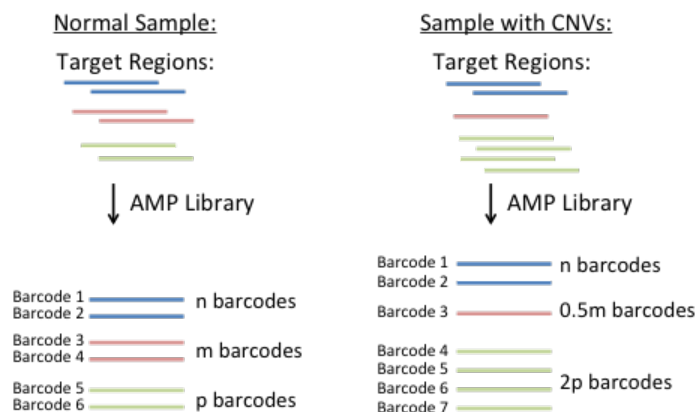 Normal Sample:
Target Regions:
AMP Library
Barcode 1
Barcode 2
n barcodes
Barcode 3
Barcode 4
m barcodes
Barcode 5
Barcode 6
p barcodes
Sample with CNVs:
Target Regions:
AMP Library
Barcode 1
Barcode 2
n barcodes
Barcode 3
0.5m barcodes
Barcode 4
Barcode 5
Barcode 6
Barcode 7
2p barcodes